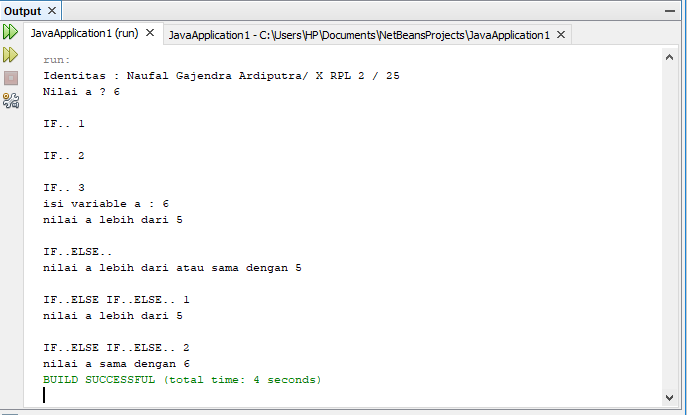 Output
JavaApplication1 (run)
JavaApplication1 - C:\Users\HP\Documents\NetBeansProjects\JavaApplication1
run:
Identitas : Naufal Gajendra Ardiputra/ X RPL 2 / 25
Nilai a ? 6
IF.. 1
IF.. 2
IF.. 3
isi variable a : 6
nilai a lebih dari 5
IF..ELSE..
nilai a lebih dari atau sama dengan 5
IF..ELSE IF..ELSE.. 1
nilai a lebih dari 5
IF..ELSE IF..ELSE.. 2
nilai a sama dengan 6
BUILD SUCCESSFUL (total time: 4 seconds)